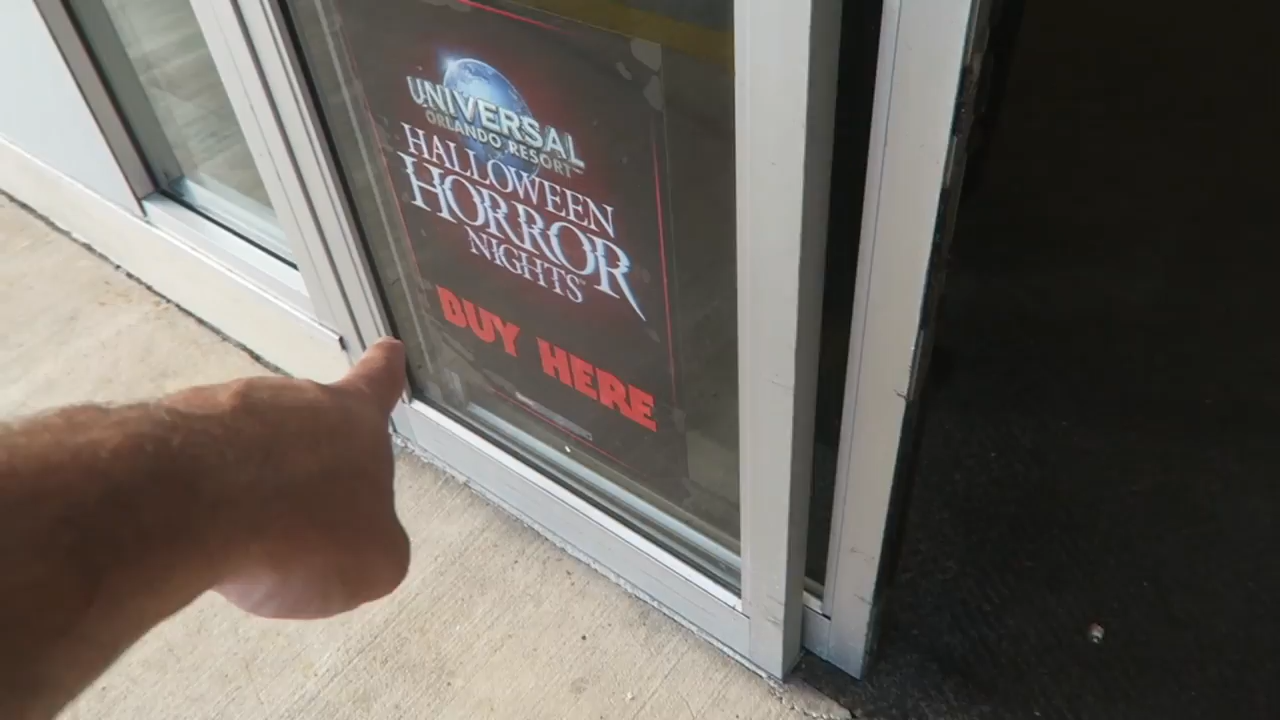 UNIVERSAL
ORLANDO RESORT
HALLOWEEN
HORROR
NIGHTS
BUY HERE